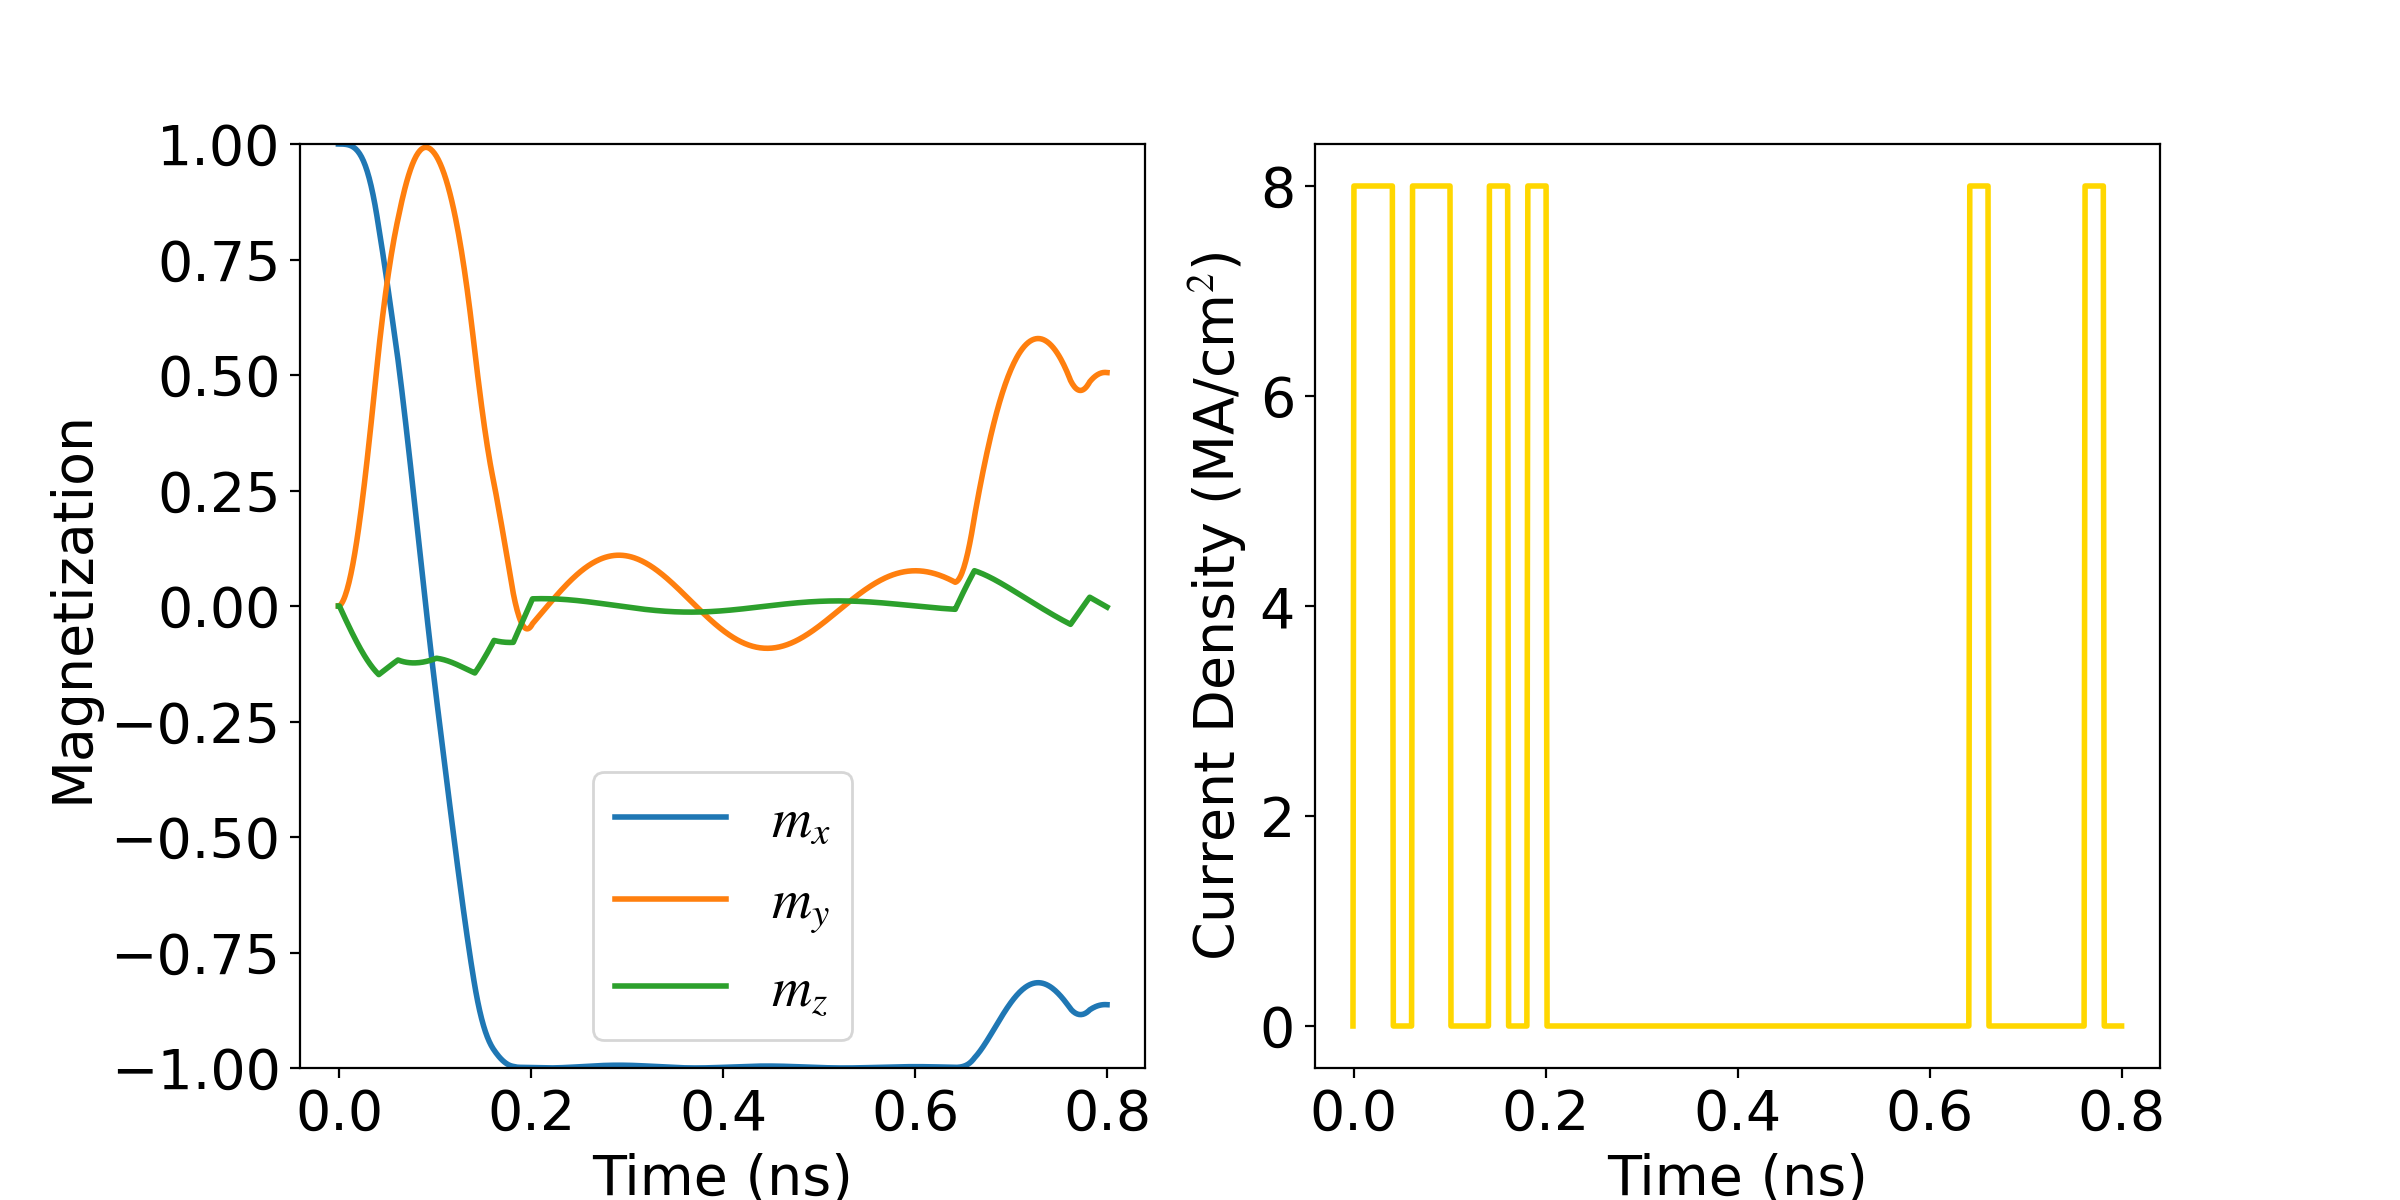 1.00
0.75
0.50
0.25
0.00
−0.25
−0.50
−0.75
−1.00
Magnetization
0.0 0.2 0.4 0.6 0.8
Time (ns)
m_x
m_y
m_z
8
6
4
2
0
Current Density (MA/cm²)
0.0 0.2 0.4 0.6 0.8
Time (ns)